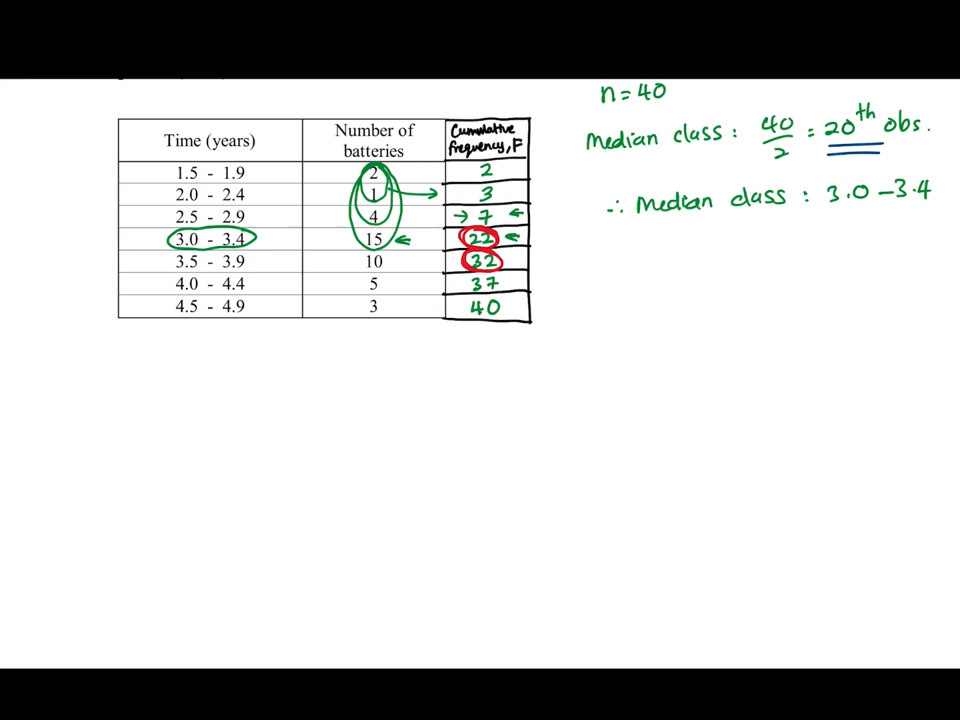 n = 40
Median class : 40/2 = 20th obs.
∴ Median class : 3.0 - 3.4
Time (years) Number of batteries Cumulative frequency, F
1.5 - 1.9 2 2
2.0 - 2.4 1 → 3
2.5 - 2.9 4 → 7 ←
3.0 - 3.4 15 ← 22 ←
3.5 - 3.9 10 32
4.0 - 4.4 5 37
4.5 - 4.9 3 40